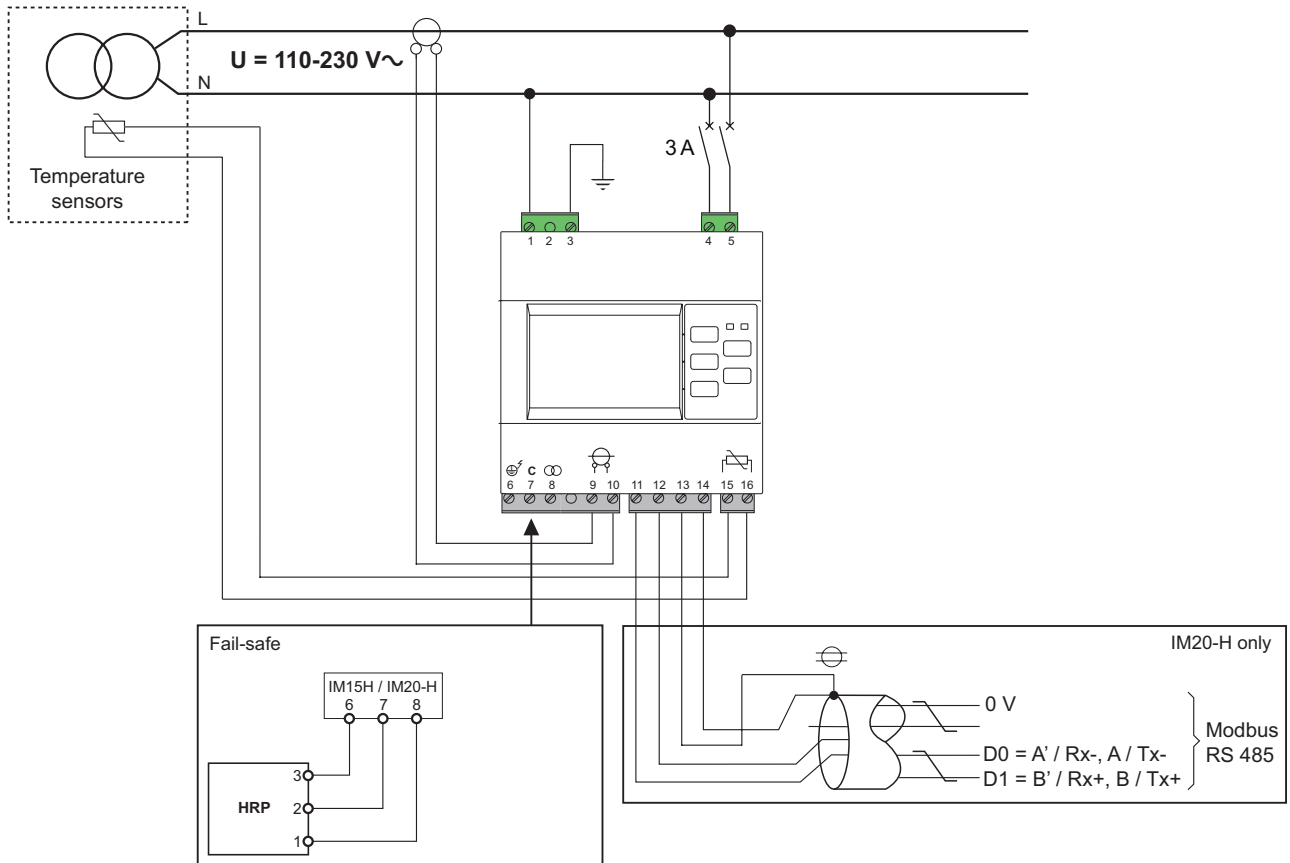 L
U = 110-230 V~
N
3 A
Temperature
sensors
1 2 3
4 5
C
6 7 8 9 10 11 12 13 14 15 16
Fail-safe
IM15H / IM20-H
6 7 8
3
HRP
2
1
IM20-H only
0 V
Modbus
RS 485
D0 = A' / Rx-, A / Tx-
D1 = B' / Rx+, B / Tx+